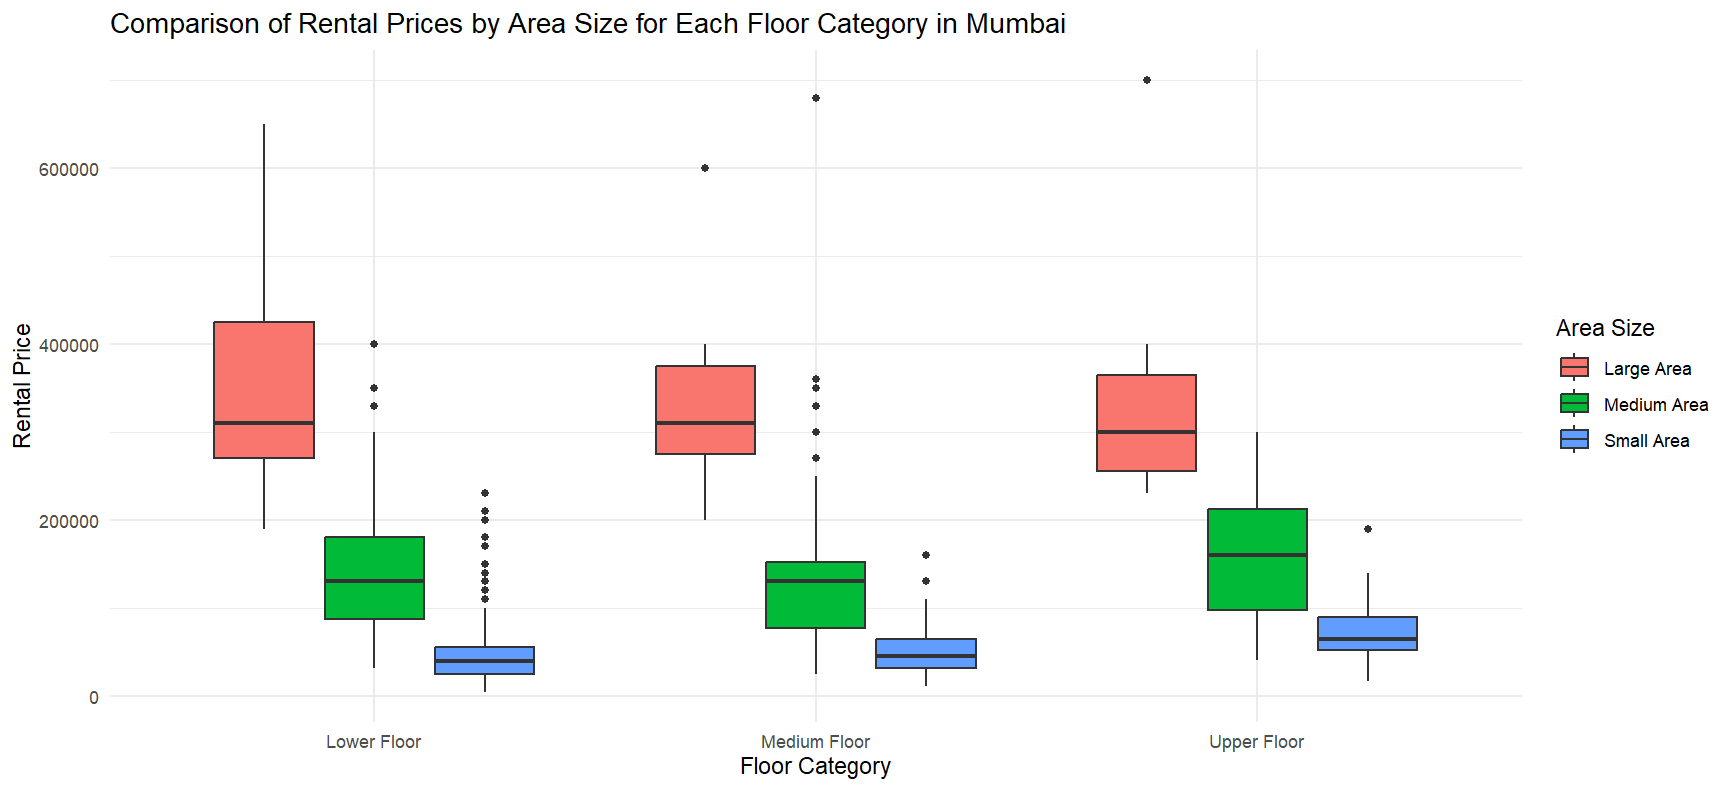 Comparison of Rental Prices by Area Size for Each Floor Category in Mumbai
Rental Price
600000
400000
200000
0
Lower Floor
Medium Floor
Upper Floor
Floor Category
Area Size
Large Area
Medium Area
Small Area